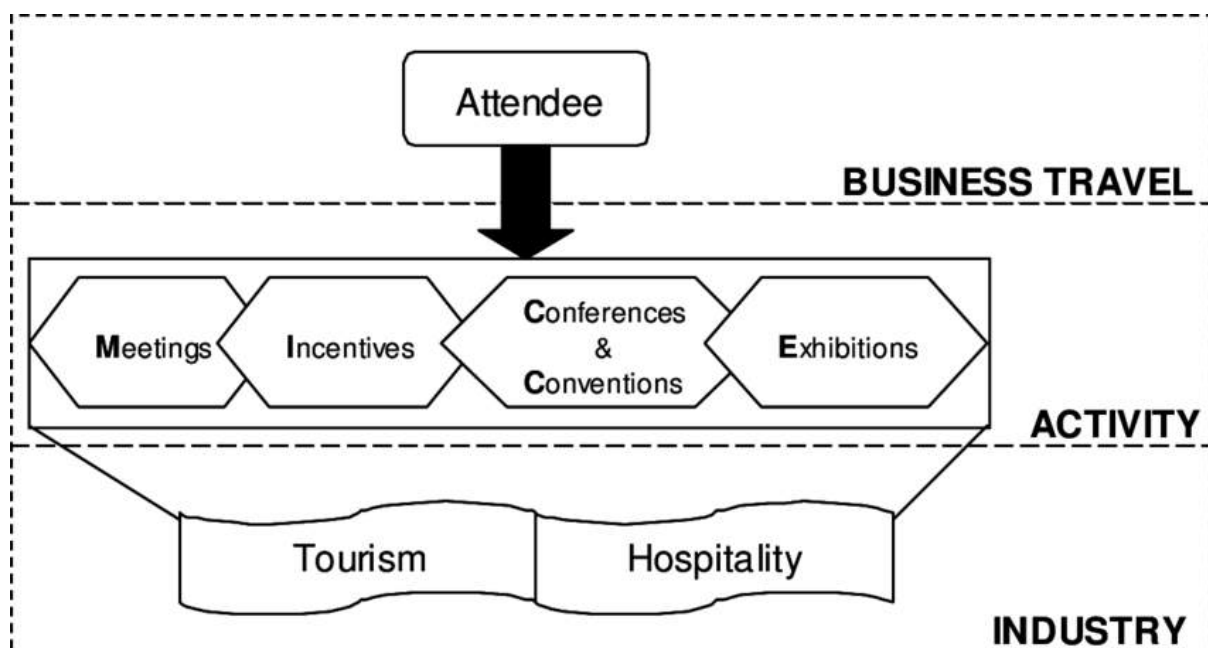 Attendee
BUSINESS TRAVEL
Meetings
Incentives
Conferences
&
Conventions
Exhibitions
ACTIVITY
Tourism
Hospitality
INDUSTRY